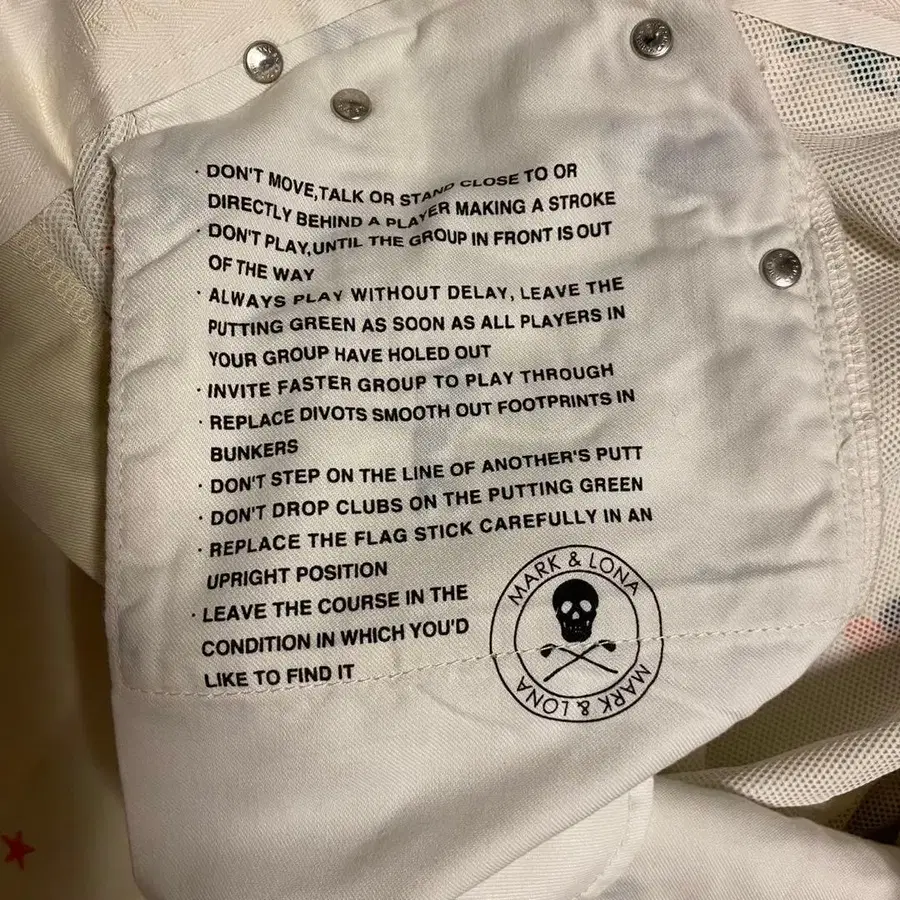 · DON'T MOVE,TALK OR STAND CLOSE TO OR
DIRECTLY BEHIND A PLAYER MAKING A STROKE
· DON'T PLAY,UNTIL THE GROUP IN FRONT IS OUT
OF THE WAY
· ALWAYS PLAY WITHOUT DELAY, LEAVE THE
PUTTING GREEN AS SOON AS ALL PLAYERS IN
YOUR GROUP HAVE HOLED OUT
· INVITE FASTER GROUP TO PLAY THROUGH
· REPLACE DIVOTS SMOOTH OUT FOOTPRINTS IN
BUNKERS
· DON'T STEP ON THE LINE OF ANOTHER'S PUTT
· DON'T DROP CLUBS ON THE PUTTING GREEN
· REPLACE THE FLAG STICK CAREFULLY IN AN
UPRIGHT POSITION
· LEAVE THE COURSE IN THE
CONDITION IN WHICH YOU'D
LIKE TO FIND IT
MARK & LONA
MARK & LONA